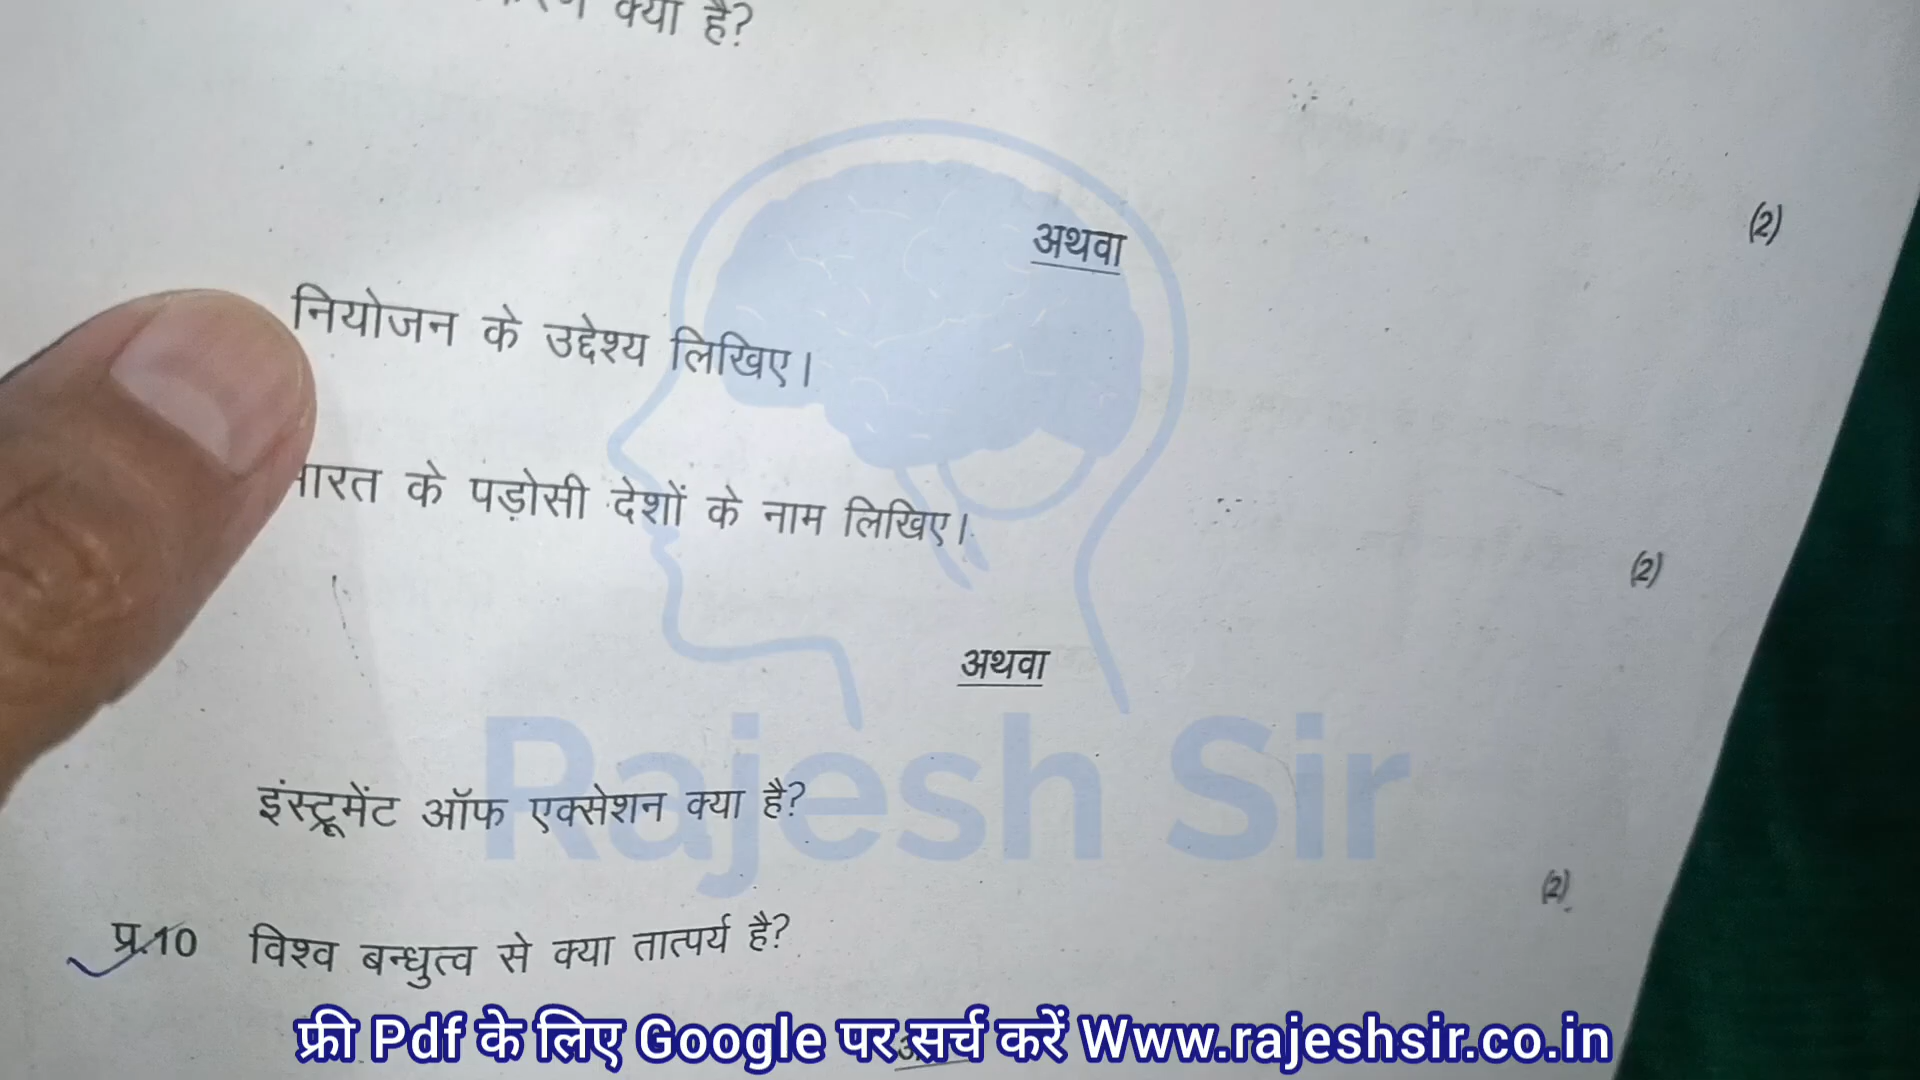 क्या है?
(2)
अथवा
नियोजन के उद्देश्य लिखिए।
के पड़ोसी देशों के नाम लिखिए।
(2)
अथवा
इंस्ट्रूमेंट ऑफ एक्सेशन क्या है?
(2)
प्र.10 विश्व बन्धुत्व से क्या तात्पर्य है?
Rajesh Sir
फ्री Pdf के लिए Google पर सर्च करें Www.rajeshsir.co.in